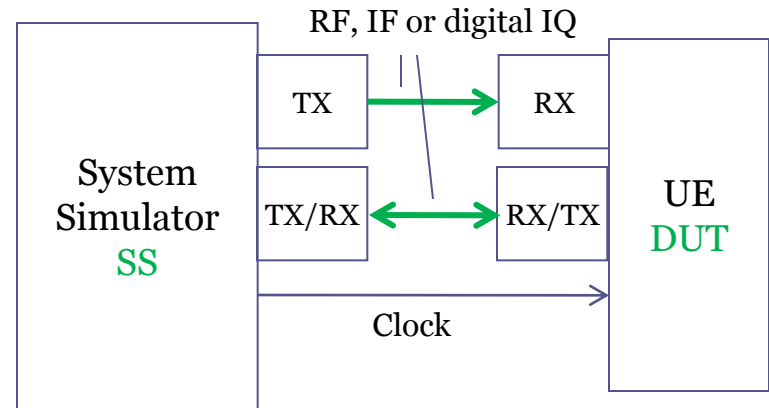 RF, IF or digital IQ
TX
RX
System
Simulator
SS
TX/RX
RX/TX
UE
DUT
Clock